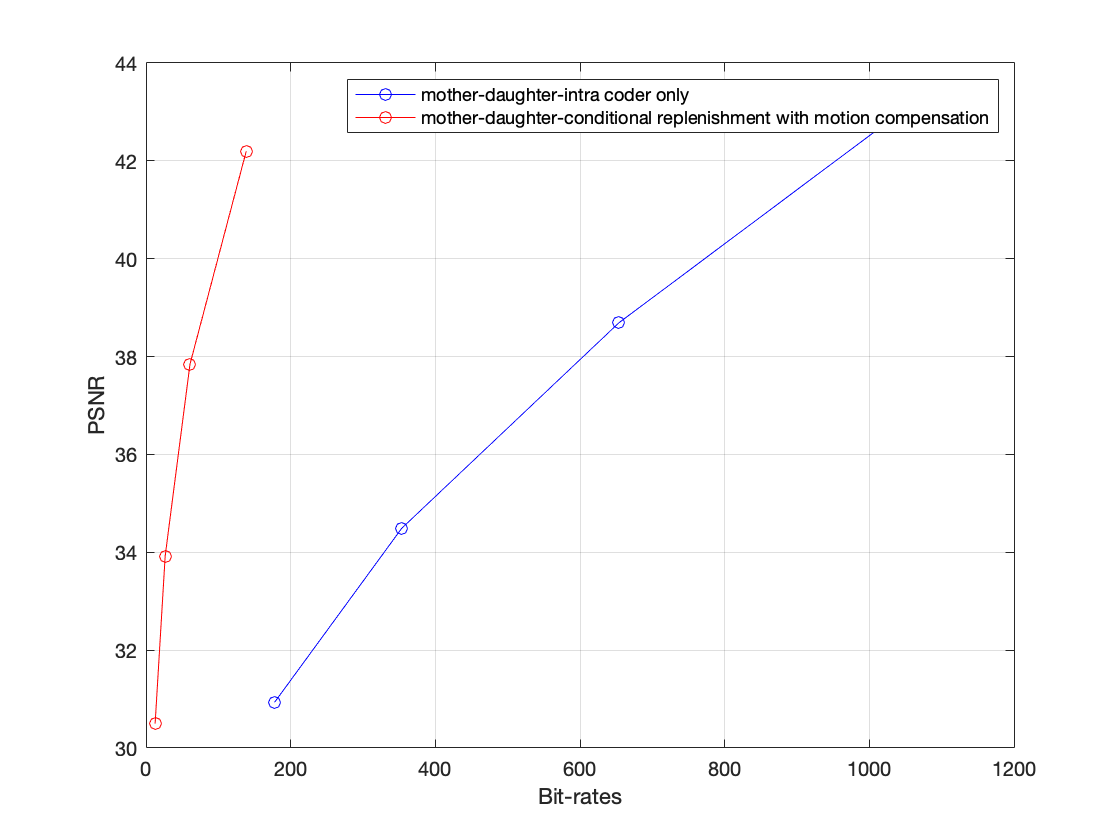 44
42
40
38
36
34
32
30
PSNR
mother-daughter-intra coder only
mother-daughter-conditional replenishment with motion compensation
0 200 400 600 800 1000 1200
Bit-rates